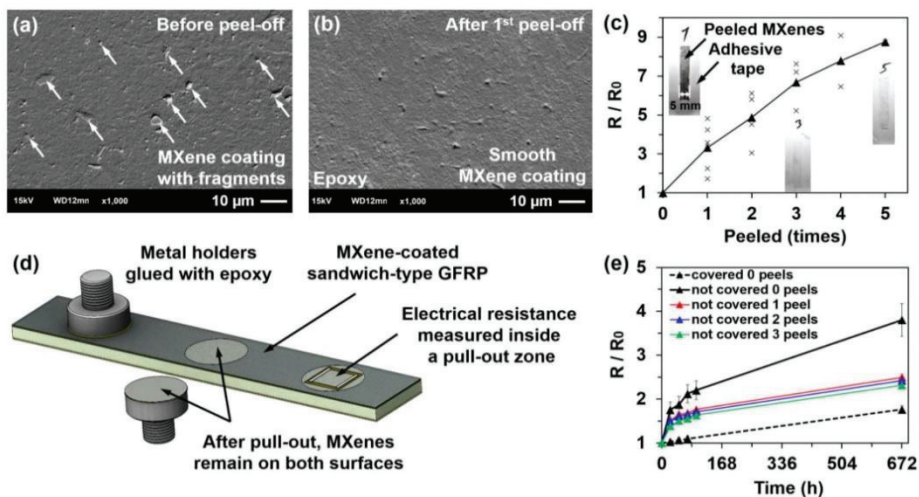 (a) Before peel-off
MXene coating
with fragments
15kV WD12mm x1,000 10 µm
(b) After 1st peel-off
Epoxy
Smooth
MXene coating
15kV WD12mm x1,000 10 µm
(c)
R / R0
9
7
5
3
1
Peeled MXenes
Adhesive
tape
5 mm
1
3
5
0 1 2 3 4 5
Peeled (times)
(d)
Metal holders
glued with epoxy
MXene-coated
sandwich-type GFRP
Electrical resistance
measured inside
a pull-out zone
After pull-out, MXenes
remain on both surfaces
(e)
R / R0
5
4
3
2
1
covered 0 peels
not covered 0 peels
not covered 1 peel
not covered 2 peels
not covered 3 peels
0 168 336 504 672
Time (h)